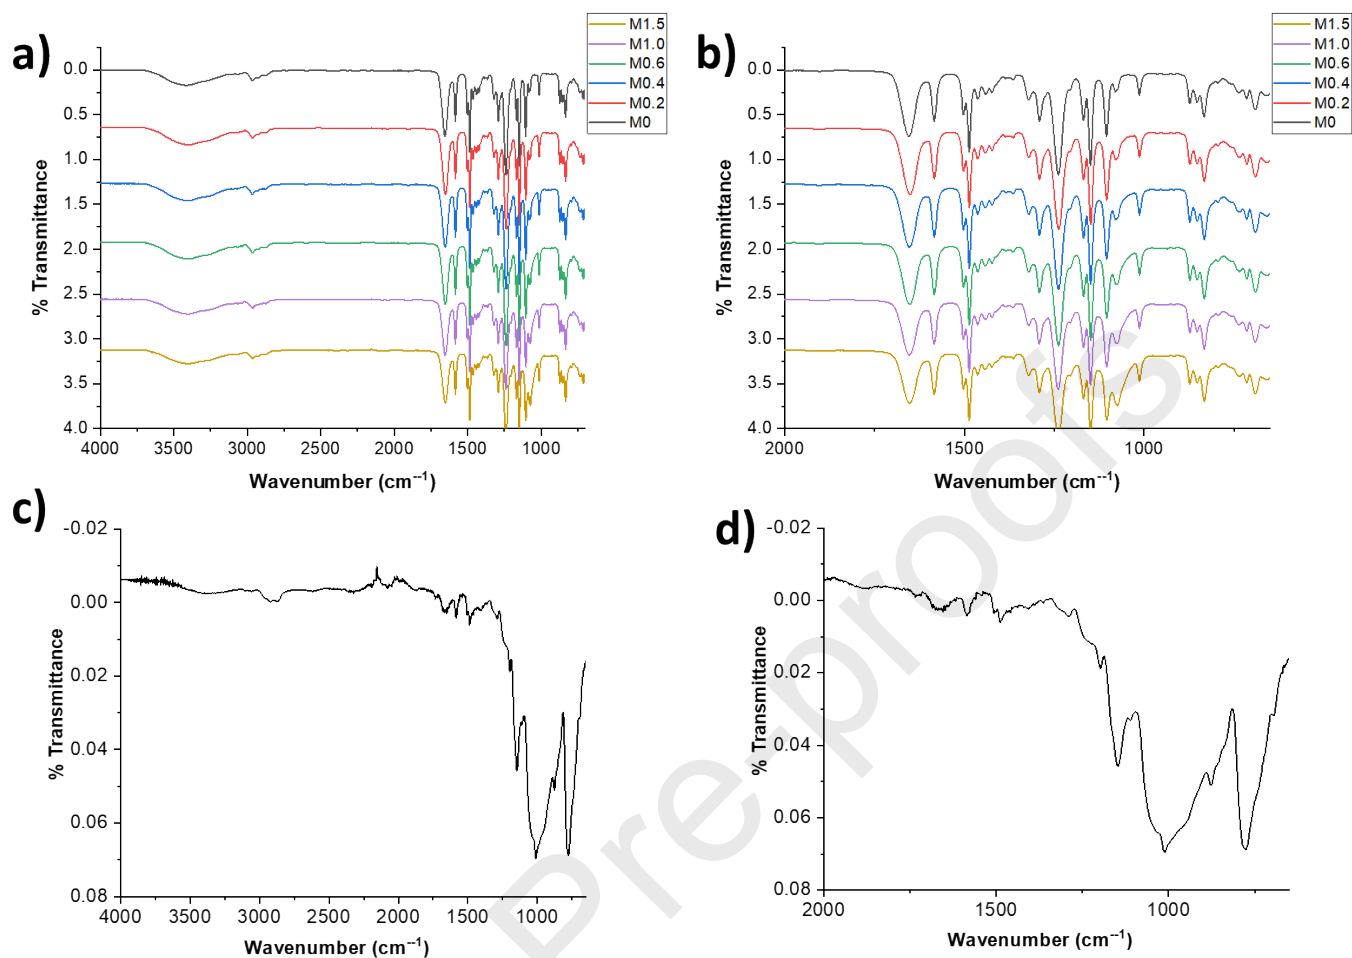 a)
M1.5
M1.0
M0.6
M0.4
M0.2
M0
0.0
0.5
1.0
1.5
2.0
2.5
3.0
3.5
4.0
% Transmittance
4000 3500 3000 2500 2000 1500 1000
Wavenumber (cm--1)
b)
M1.5
M1.0
M0.6
M0.4
M0.2
M0
0.0
0.5
1.0
1.5
2.0
2.5
3.0
3.5
4.0
% Transmittance
2000 1500 1000
Wavenumber (cm--1)
c)
-0.02
0.00
0.02
0.04
0.06
0.08
% Transmittance
4000 3500 3000 2500 2000 1500 1000
Wavenumber (cm--1)
d)
-0.02
0.00
0.02
0.04
0.06
0.08
% Transmittance
2000 1500 1000
Wavenumber (cm--1)
Pre-proofs